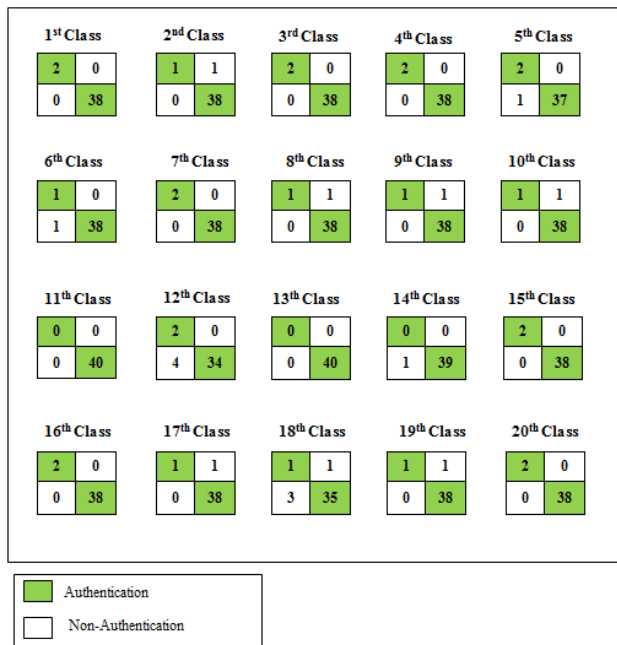 1st Class 2nd Class 3rd Class 4th Class 5th Class
2 0 1 1 2 0 2 0 2 0
0 38 0 38 0 38 0 38 1 37
6th Class 7th Class 8th Class 9th Class 10th Class
1 0 2 0 1 1 1 1 1 1
1 38 0 38 0 38 0 38 0 38
11th Class 12th Class 13th Class 14th Class 15th Class
0 0 2 0 0 0 0 0 2 0
0 40 4 34 0 40 1 39 0 38
16th Class 17th Class 18th Class 19th Class 20th Class
2 0 1 1 1 1 1 1 2 0
0 38 0 38 3 35 0 38 0 38
Authentication
Non-Authentication